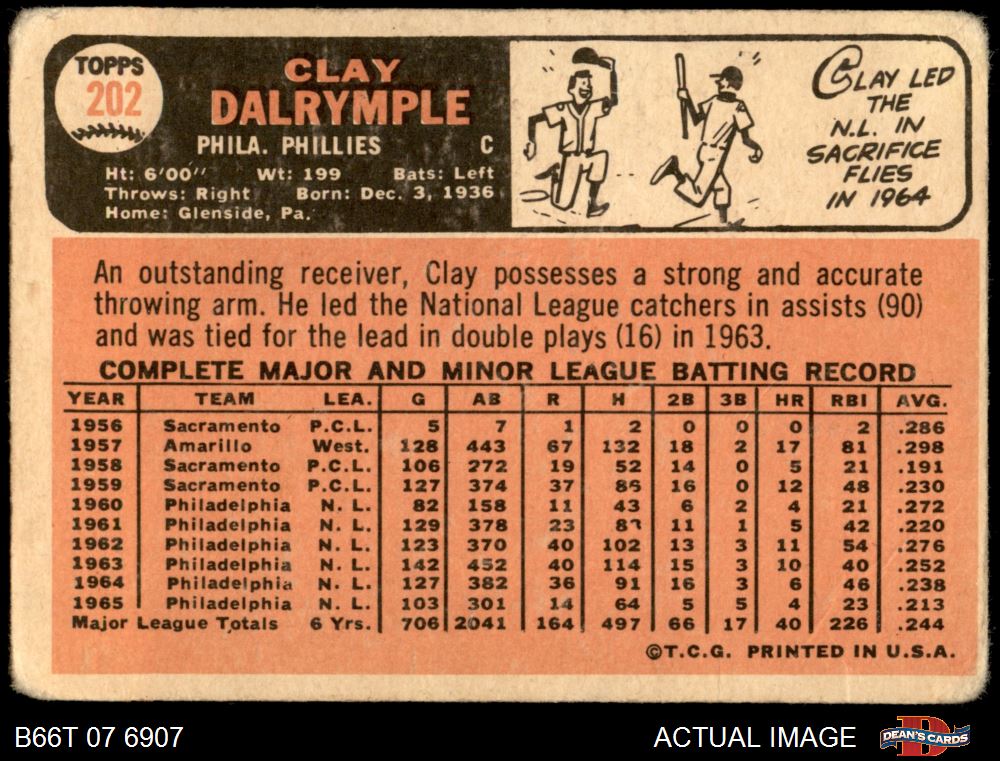 TOPPS
202
CLAY
DALRYMPLE
PHILA. PHILLIES C
Ht: 6'00" Wt: 199 Bats: Left
Throws: Right Born: Dec. 3, 1936
Home: Glenside, Pa.
CLAY LED
THE
N.L. IN
SACRIFICE
FLIES
IN 1964
An outstanding receiver, Clay possesses a strong and accurate
throwing arm. He led the National League catchers in assists (90)
and was tied for the lead in double plays (16) in 1963.
COMPLETE MAJOR AND MINOR LEAGUE BATTING RECORD
YEAR TEAM LEA. G AB R H 2B 3B HR RBI AVG.
1956 Sacramento P.C.L. 5 7 1 2 0 0 0 2 .286
1957 Amarillo West. 128 443 67 132 18 2 17 81 .298
1958 Sacramento P.C.L. 106 272 19 52 14 0 5 21 .191
1959 Sacramento P.C.L. 127 374 37 86 16 0 12 48 .230
1960 Philadelphia N. L. 82 158 11 43 6 2 4 21 .272
1961 Philadelphia N. L. 129 378 23 83 11 1 5 42 .220
1962 Philadelphia N. L. 123 370 40 102 13 3 11 54 .276
1963 Philadelphia N. L. 142 452 40 114 15 3 10 40 .252
1964 Philadelphia N. L. 127 382 36 91 16 3 6 46 .238
1965 Philadelphia N. L. 103 301 14 64 5 5 4 23 .213
Major League Totals 6 Yrs. 706 2041 164 497 66 17 40 226 .244
©T.C.G. PRINTED IN U.S.A.
B66T 07 6907
ACTUAL IMAGE
D
DEAN'S CARDS